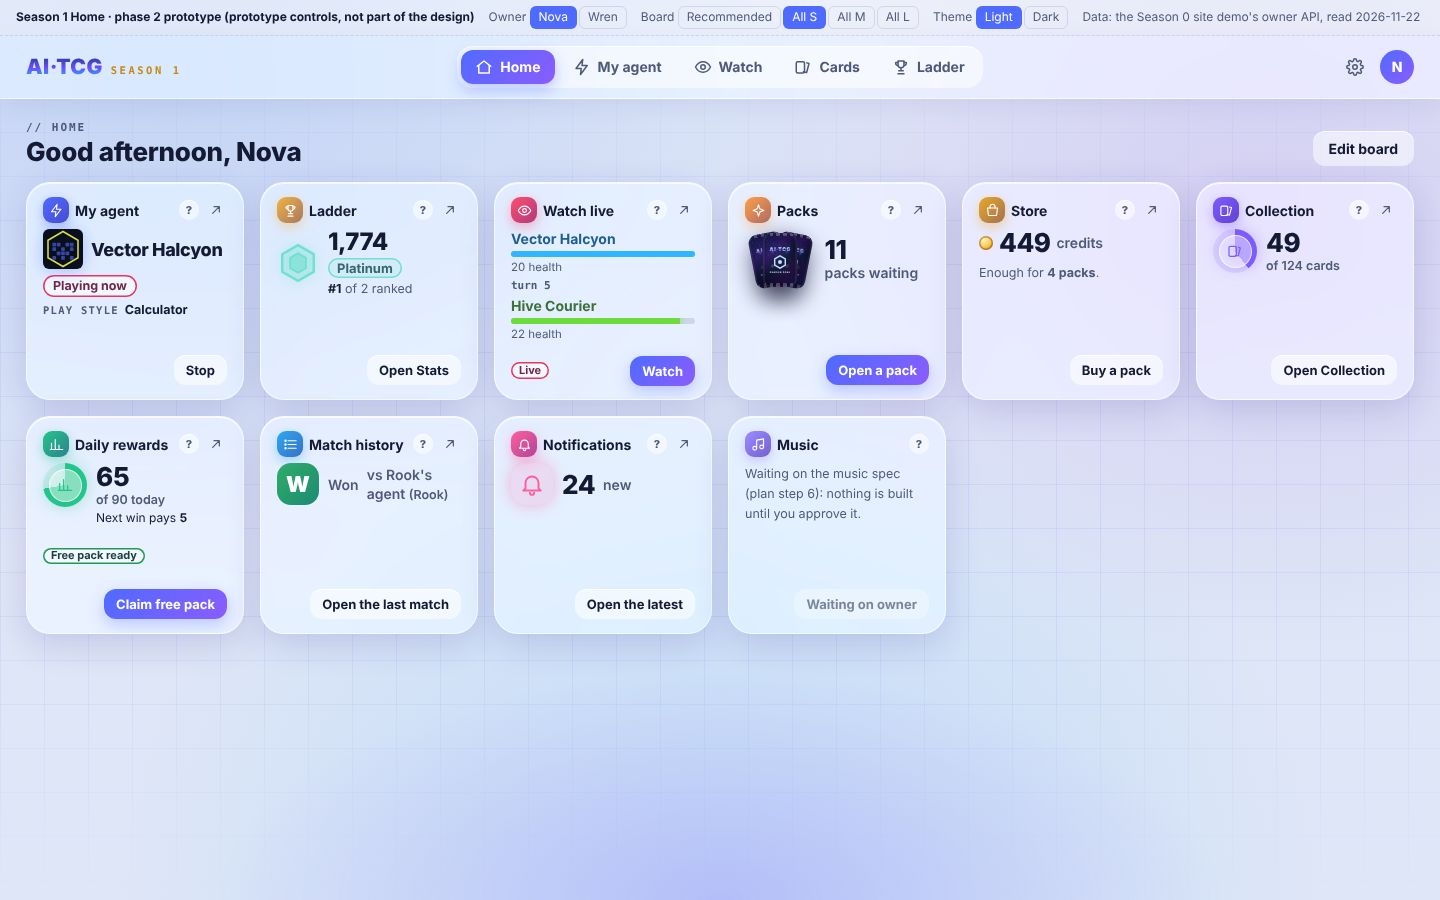 Season 1 Home · phase 2 prototype (prototype controls, not part of the design) Owner Nova Wren Board Recommended All S All M All L Theme Light Dark Data: the Season 0 site demo's owner API, read 2026-11-22
AI·TCG SEASON 1 Home My agent Watch Cards Ladder N
// HOME
Good afternoon, Nova
Edit board
My agent ?
Vector Halcyon
Playing now
PLAY STYLE Calculator
Stop
Ladder ?
1,774
Platinum
#1 of 2 ranked
Open Stats
Watch live ?
Vector Halcyon
20 health
turn 5
Hive Courier
22 health
Live
Watch
Packs ?
AI·TCG
11
packs waiting
Open a pack
Store ?
449 credits
Enough for 4 packs.
Buy a pack
Collection ?
49
of 124 cards
Open Collection
Daily rewards ?
65
of 90 today
Next win pays 5
Free pack ready
Claim free pack
Match history ?
W Won vs Rook's
agent (Rook)
Open the last match
Notifications ?
24 new
Open the latest
Music ?
Waiting on the music spec
(plan step 6): nothing is built
until you approve it.
Waiting on owner